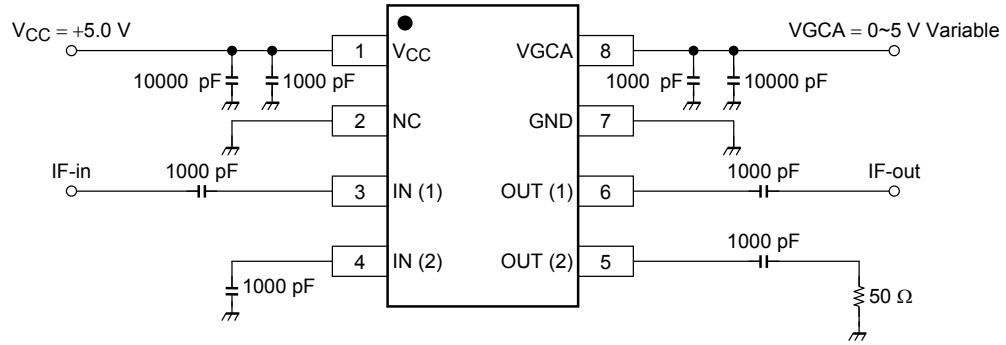 VCC = +5.0 V
VGCA = 0~5 V Variable
1
VCC
VGCA
8
10000 pF
1000 pF
1000 pF
10000 pF
2
NC
GND
7
IF-in
1000 pF
3
IN (1)
OUT (1)
6
1000 pF
IF-out
4
IN (2)
OUT (2)
5
1000 pF
1000 pF
50 Ω